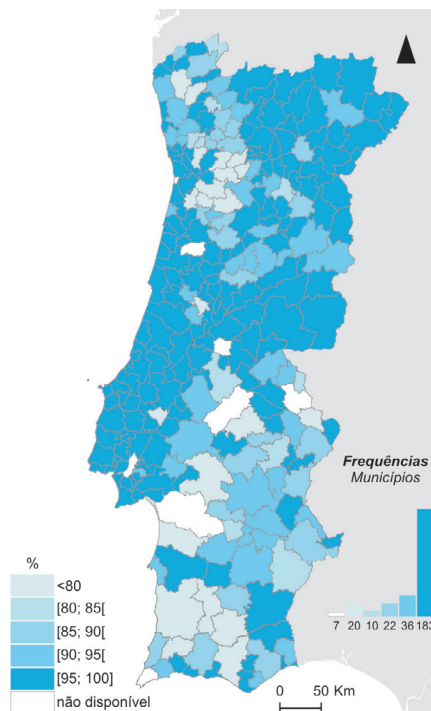 Frequências
Municípios
7 20 10 22 36 183
%
<80
[80; 85[
[85; 90[
[90; 95[
[95; 100]
não disponível
0 50 Km